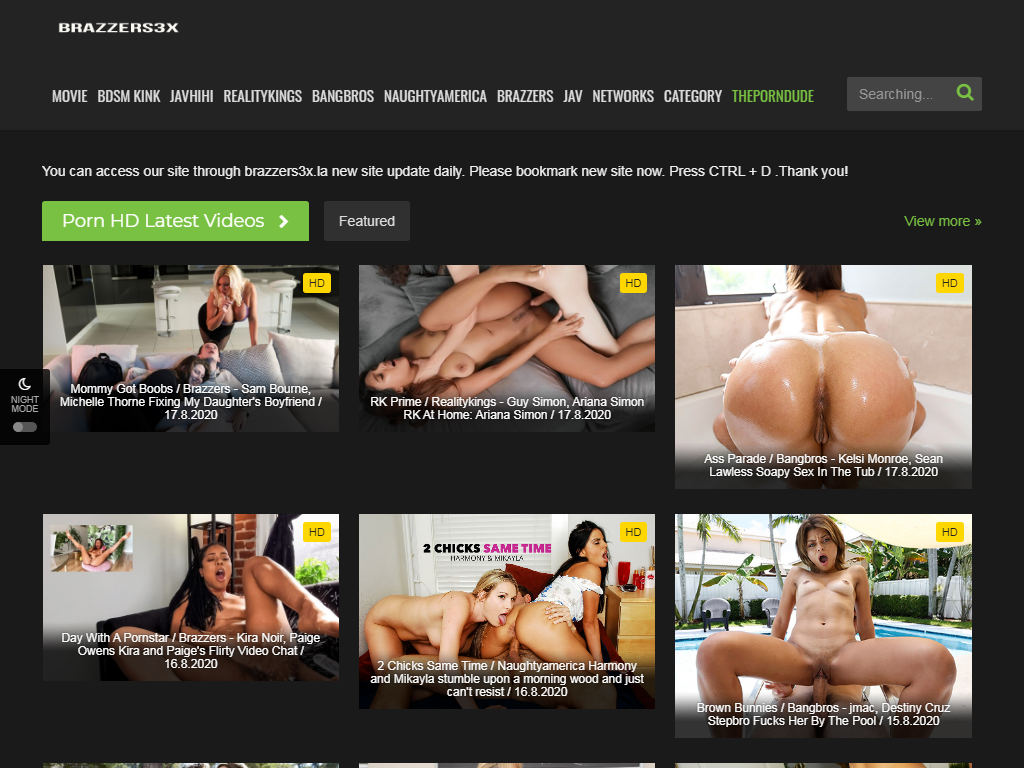 BRAZZERS3X
MOVIE BDSM KINK JAVHIHI REALITYKINGS BANGBROS NAUGHTYAMERICA BRAZZERS JAV NETWORKS CATEGORY THEPORNDUDE
Searching...
You can access our site through brazzers3x.la new site update daily. Please bookmark new site now. Press CTRL + D .Thank you!
Porn HD Latest Videos
Featured
View more »
HD
Mommy Got Boobs / Brazzers - Sam Bourne,
Michelle Thorne Fixing My Daughter's Boyfriend /
17.8.2020
HD
RK Prime / Realitykings - Guy Simon, Ariana Simon
RK At Home: Ariana Simon / 17.8.2020
HD
Ass Parade / Bangbros - Kelsi Monroe, Sean
Lawless Soapy Sex In The Tub / 17.8.2020
NIGHT
MODE
HD
Day With A Pornstar / Brazzers - Kira Noir, Paige
Owens Kira and Paige's Flirty Video Chat /
16.8.2020
HD
2 CHICKS SAME TIME
HARMONY & MIKAYLA
2 Chicks Same Time / Naughtyamerica Harmony
and Mikayla stumble upon a morning wood and just
can't resist / 16.8.2020
HD
Brown Bunnies / Bangbros - jmac, Destiny Cruz
Stepbro Fucks Her By The Pool / 15.8.2020